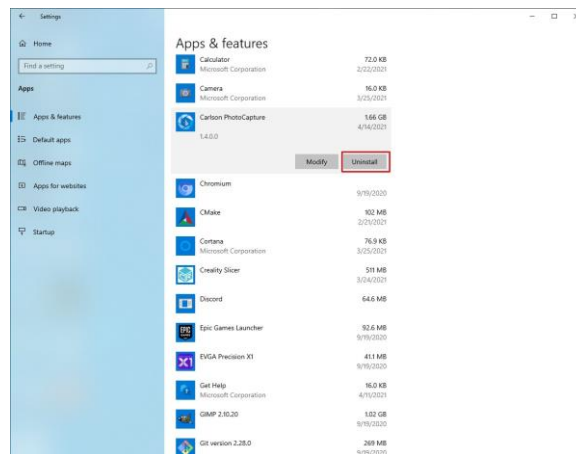 Settings
Home
Find a setting
Apps
Apps & features
Default apps
Offline maps
Apps for websites
Video playback
Startup
Apps & features
Calculator 72.0 KB
Microsoft Corporation 2/22/2021
Camera 16.0 KB
Microsoft Corporation 3/25/2021
Carlson PhotoCapture 1.66 GB
4/14/2021
1.4.0.0
Modify Uninstall
Chromium
9/19/2020
CMake 102 MB
2/21/2021
Cortana 76.9 KB
Microsoft Corporation 3/25/2021
Creality Slicer 511 MB
3/24/2021
Discord 64.6 MB
Epic Games Launcher 92.6 MB
9/19/2020
EVGA Precision X1 41.1 MB
9/19/2020
Get Help 16.0 KB
Microsoft Corporation 4/11/2021
GIMP 2.10.20 1.02 GB
9/19/2020
Git version 2.28.0 269 MB
9/19/2020